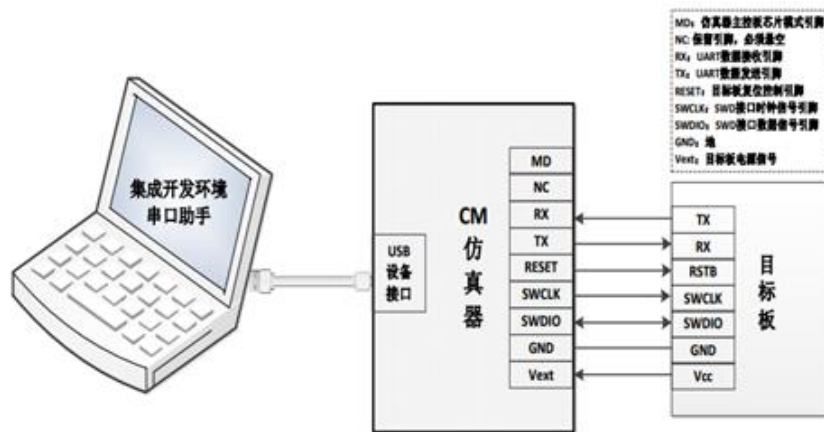 MD：仿真器主控板芯片模式引脚
NC：保留引脚，必须悬空
RX：UART数据接收引脚
TX：UART数据发送引脚
RESET：目标板复位控制引脚
SWCLK：SWD接口时钟信号引脚
SWDIO：SWD接口数据信号引脚
GND：地
Vext：目标板电源信号
集成开发环境
串口助手
USB
设备
接口
CM
仿
真
器
MD
NC
RX
TX
RESET
SWCLK
SWDIO
GND
Vext
TX
RX
RSTB
SWCLK
SWDIO
GND
Vcc
目
标
板